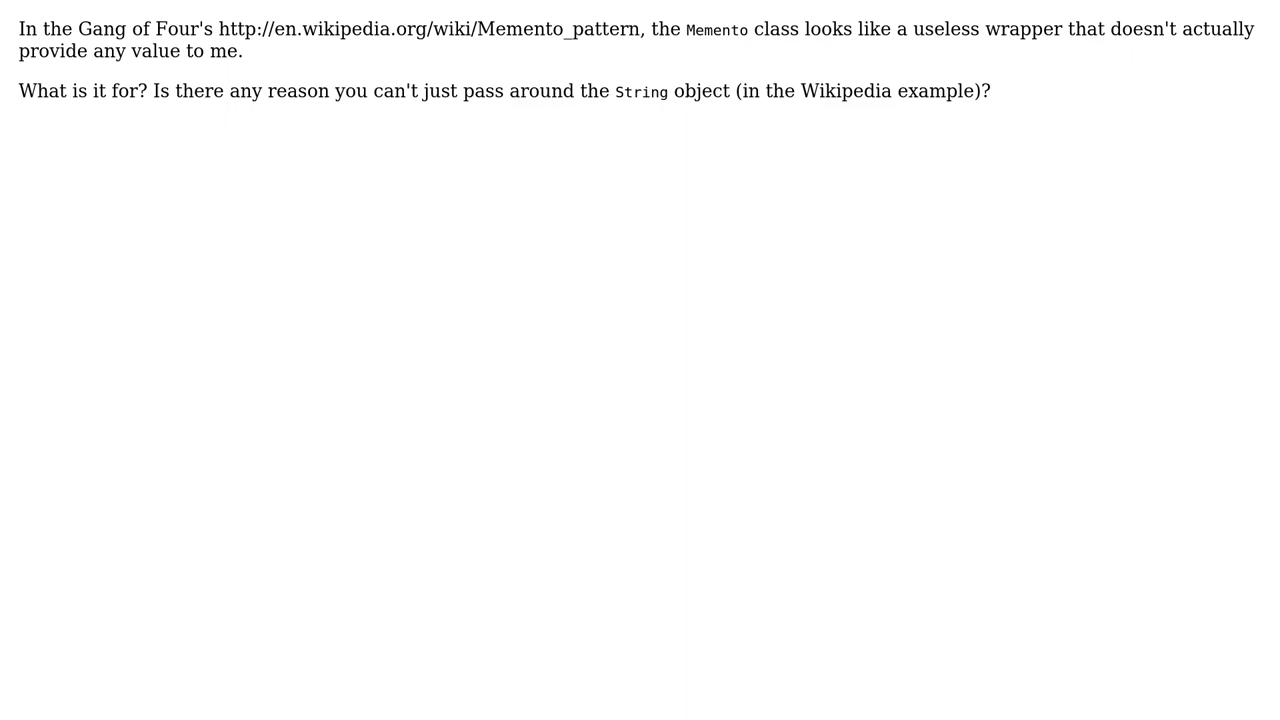 In the Gang of Four's http://en.wikipedia.org/wiki/Memento_pattern, the Memento class looks like a useless wrapper that doesn't actually
provide any value to me.
What is it for? Is there any reason you can't just pass around the String object (in the Wikipedia example)?